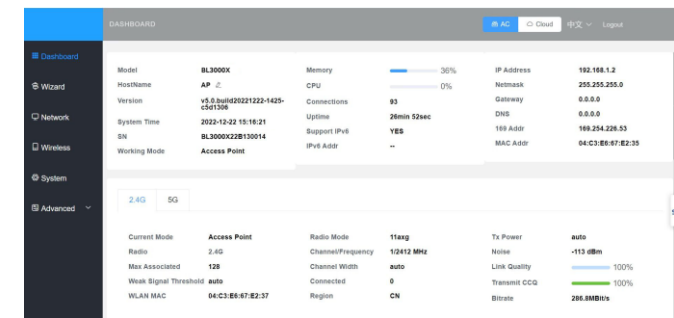 DASHBOARD
AC
Cloud
中文
Logout
Dashboard
Wizard
Network
Wireless
System
Advanced
Model BL3000X
HostName AP
Version v5.0.build20221222-1425-
c5d1306
System Time 2022-12-22 15:16:21
SN BL3000X22B130014
Working Mode Access Point
Memory 36%
CPU 0%
Connections 93
Uptime 26min 52sec
Support IPv6 YES
IPv6 Addr --
IP Address 192.168.1.2
Netmask 255.255.255.0
Gateway 0.0.0.0
DNS 0.0.0.0
169 Addr 169.254.226.53
MAC Addr 04:C3:E6:67:E2:35
2.4G 5G
Current Mode Access Point
Radio 2.4G
Max Associated 128
Weak Signal Threshold auto
WLAN MAC 04:C3:E6:67:E2:37
Radio Mode 11axg
Channel/Frequency 1/2412 MHz
Channel Width auto
Connected 0
Region CN
Tx Power auto
Noise -113 dBm
Link Quality 100%
Transmit CCQ 100%
Bitrate 286.8MBit/s